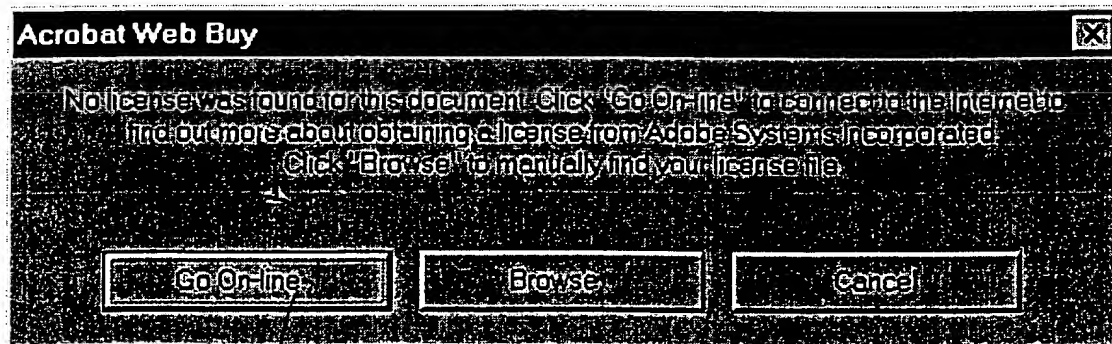 Acrobat Web Buy
No license was found for this document. Click "Go On-line" to connect to the Internet to
find out more about obtaining a license from Adobe Systems Incorporated.
Click "Browse" to manually find your license file.
Go On-line
Browse
Cancel